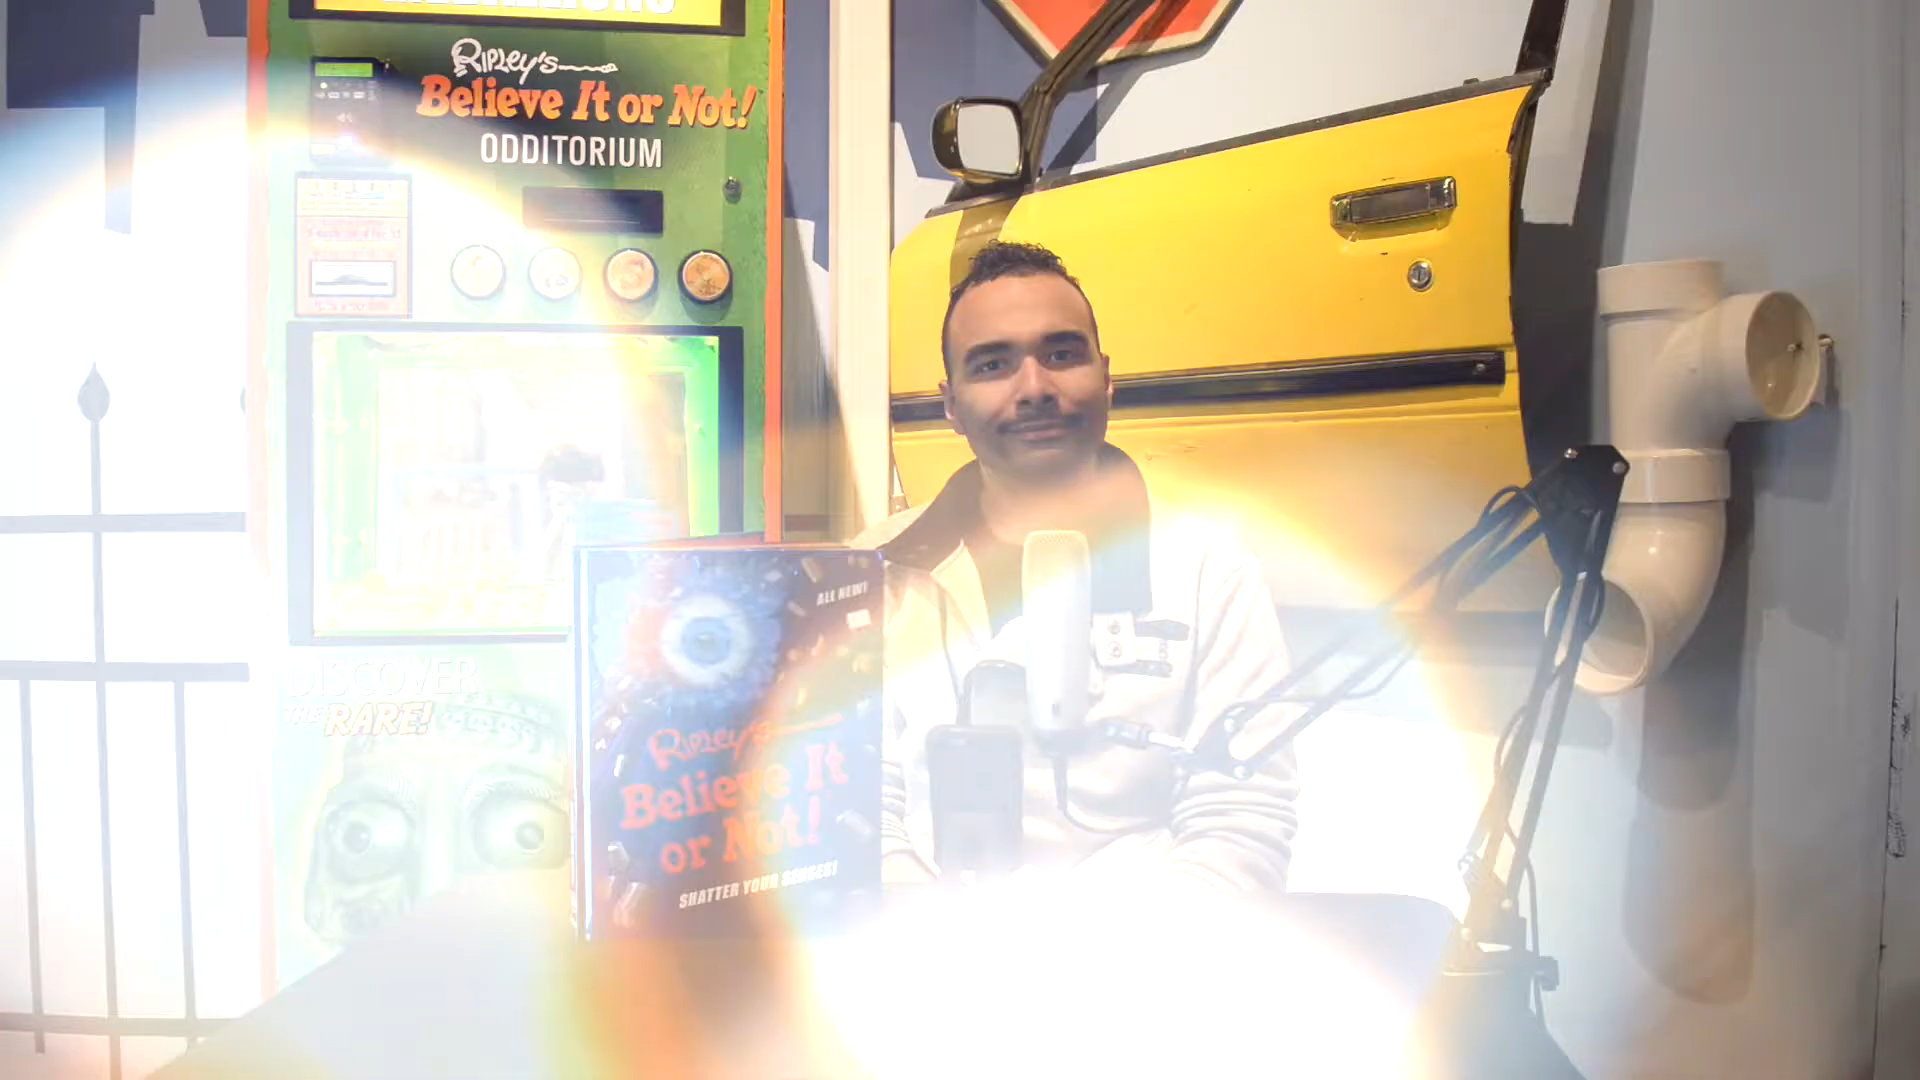 Ripley's
Believe It or Not!
ODDITORIUM
DISCOVER
THE RARE!
ALL NEW!
Ripley's
Believe It
or Not!
SHATTER YOUR SENSES!